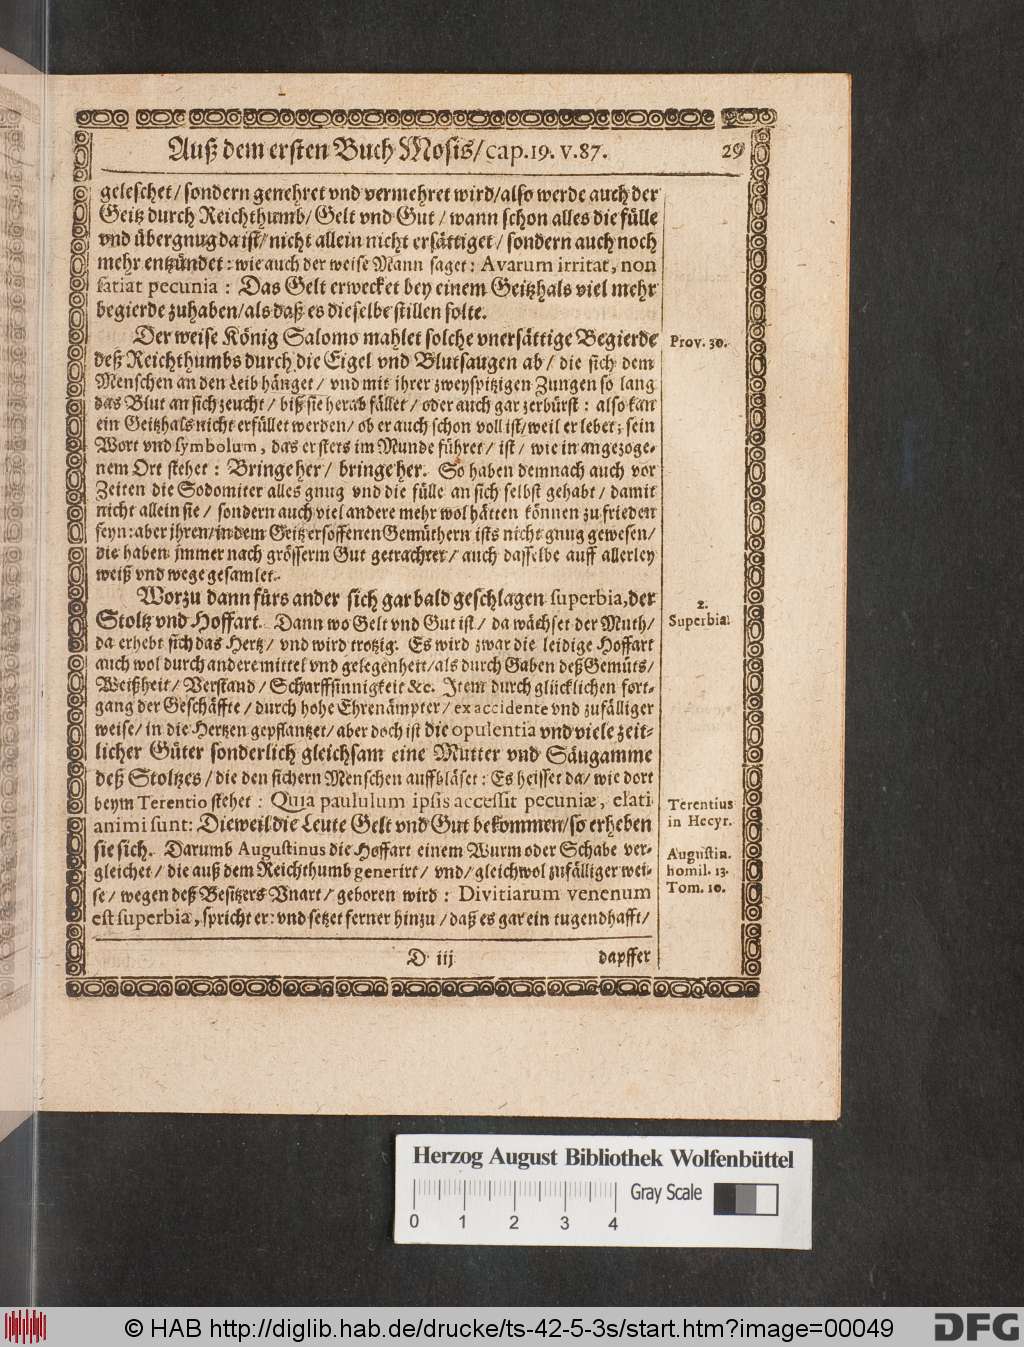 Auß dem ersten Buch Mosis/ cap. 19. v. 87. 29
geleschet/ sondern genehret vnd vermehret wird/ also werde auch der
Geitz durch Reichthumb/ Gelt vnd Gut/ wann schon alles die fülle
vnd übergnug da ist/ nicht allein nicht ersättiget/ sondern auch noch
mehr entzündet: wie auch der weise Mann saget: Avarum irritat, non
satiat pecunia: Das Gelt erwecket bey einem Geitzhals viel mehr
begierde zuhaben/ als daß es dieselbe stillen solte.
Der weise König Salomo mahlet solche vnersättige Begierde
Prov. 30.
deß Reichthumbs durch die Eigel vnd Blutsaugen ab/ die sich dem
Menschen an den Leib hänget/ vnd mit ihrer zweyspitzigen Zungen so lang
das Blut an sich zeucht/ biß sie herab fället/ oder auch gar zerbürst: also kan
ein Geitzhals nicht erfüllet werden/ ob er auch schon voll ist/ weil er lebet; sein
Wort vnd symbolum, das er stets im Munde führet/ ist/ wie in angezoge-
nem Ort stehet: Bringe her/ bringe her. So haben demnach auch vor
Zeiten die Sodomiter alles gnug vnd die fülle an sich selbst gehabt/ damit
nicht allein sie/ sondern auch viel andere mehr wol hätten können zu frieden
seyn: aber jhren/ in dem Geitz ersoffenen Gemüthern ists nicht gnug gewesen/
die haben jmmer nach grösserm Gut getrachtet/ auch dasselbe auff allerley
weiß vnd wege gesamlet.
Worzu dann fürs ander sich gar bald geschlagen superbia, der
2.
Superbia.
Stoltz vnd Hoffart. Dann wo Gelt vnd Gut ist/ da wächset der Muth/
da erhebt sich das Hertz/ vnd wird trotzig. Es wird zwar die leidige Hoffart
auch wol durch andere mittel vnd gelegenheit/ als durch Gaben deß Gemüts/
Weißheit/ Verstand/ Scharffsinnigkeit &c. Item durch glücklichen fort-
gang der Geschäffte/ durch hohe Ehrenämpter/ ex accidente vnd zufälliger
weise/ in die Hertzen gepflantzet/ aber doch ist die opulentia vnd viele zeit-
licher Güter sonderlich gleichsam eine Mutter vnd Säugamme
deß Stoltzes/ die den sichern Menschen auffbläset: Es heisset da/ wie dort
beym Terentio stehet: Quia paululum ipsis accessit pecuniæ, elati
Terentius
in Hecyr.
animi sunt: Dieweil die Leute Gelt vnd Gut bekommen/ so erheben
sie sich. Darumb Augustinus die Hoffart einem Wurm oder Schabe ver-
Augustin.
homil. 13.
Tom. 10.
gleichet/ die auß dem Reichthumb generirt/ vnd/ gleichwol zufälliger wei-
se/ wegen deß Besitzers Vnart/ geboren wird: Divitiarum venenum
est superbia, spricht er: vnd setzet ferner hinzu/ daß es gar ein tugendhafft/
D iij dapffer
Herzog August Bibliothek Wolfenbüttel
0 1 2 3 4 Gray Scale
© HAB http://diglib.hab.de/drucke/ts-42-5-3s/start.htm?image=00049 DFG